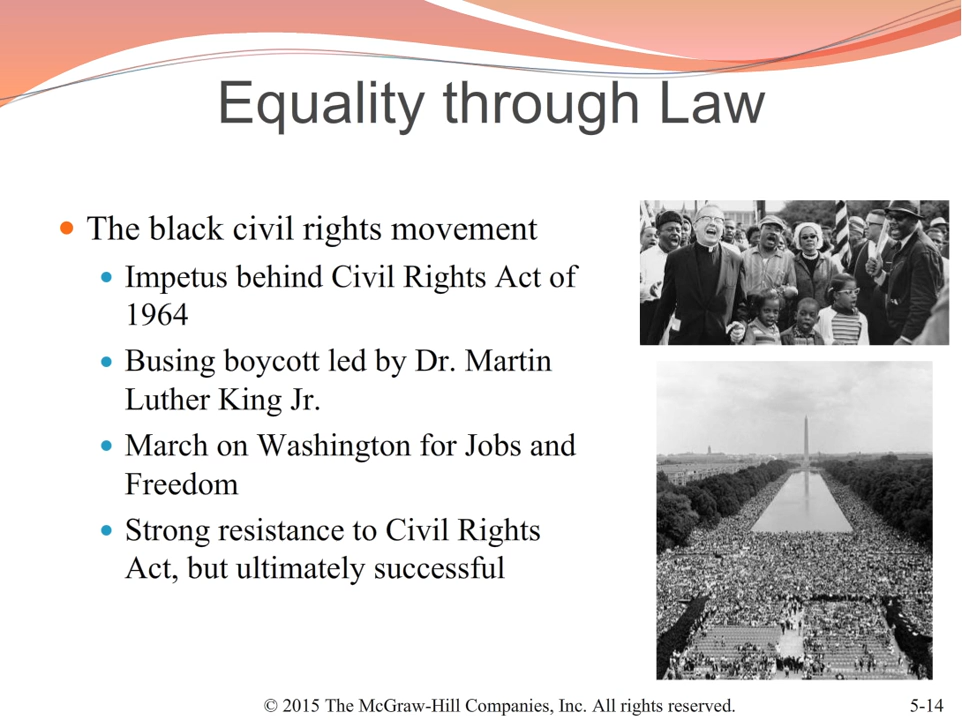 Equality through Law
• The black civil rights movement
• Impetus behind Civil Rights Act of
1964
• Busing boycott led by Dr. Martin
Luther King Jr.
• March on Washington for Jobs and
Freedom
• Strong resistance to Civil Rights
Act, but ultimately successful
© 2015 The McGraw-Hill Companies, Inc. All rights reserved.
5-14